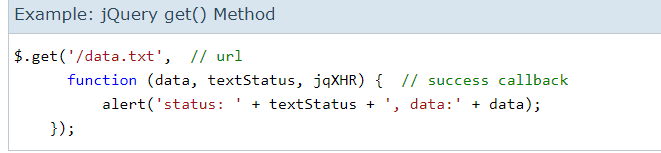 Example: jQuery get() Method
$.get('/data.txt',  // url
      function (data, textStatus, jqXHR) {  // success callback
          alert('status: ' + textStatus + ', data:' + data);
    });